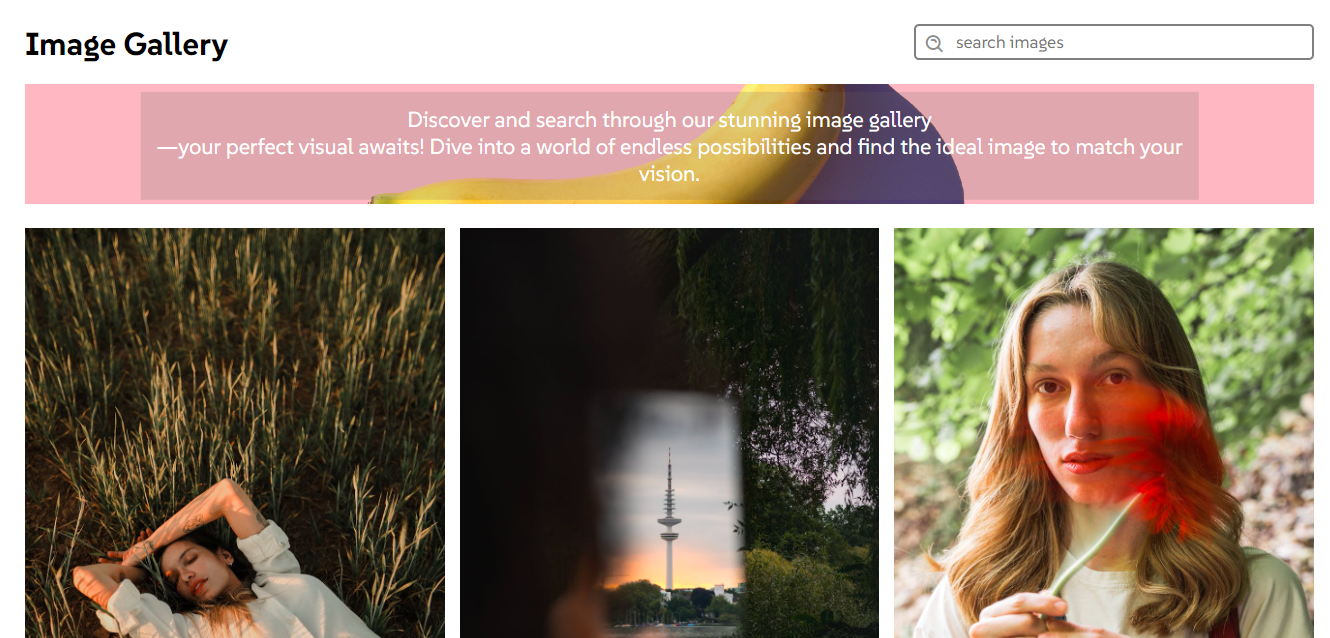 Image Gallery
search images
Discover and search through our stunning image gallery
—your perfect visual awaits! Dive into a world of endless possibilities and find the ideal image to match your
vision.